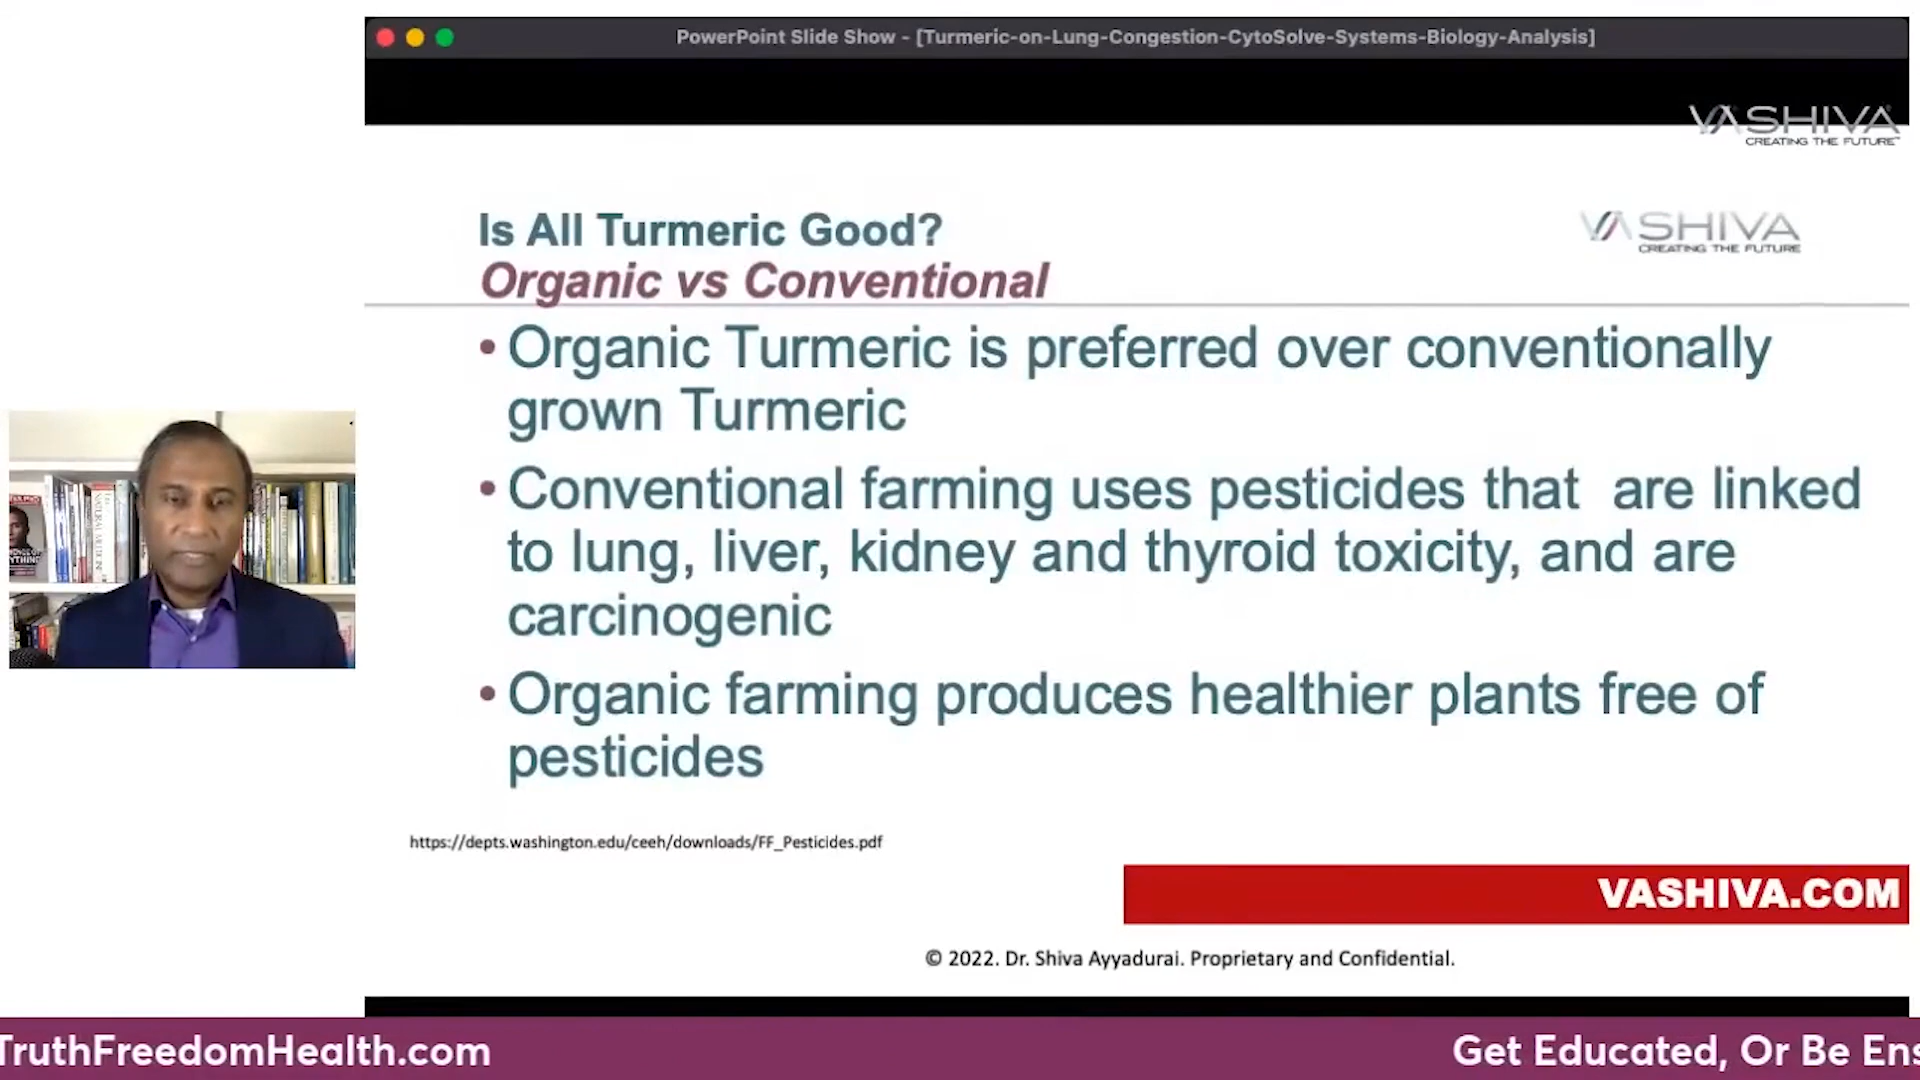 PowerPoint Slide Show - [Turmeric-on-Lung-Congestion-CytoSolve-Systems-Biology-Analysis]
VASHIVA
CREATING THE FUTURE
Is All Turmeric Good?
VASHIVA
CREATING THE FUTURE
Organic vs Conventional
• Organic Turmeric is preferred over conventionally
grown Turmeric
• Conventional farming uses pesticides that are linked
to lung, liver, kidney and thyroid toxicity, and are
carcinogenic
• Organic farming produces healthier plants free of
pesticides
https://depts.washington.edu/ceeh/downloads/FF_Pesticides.pdf
VASHIVA.COM
© 2022. Dr. Shiva Ayyadurai. Proprietary and Confidential.
TruthFreedomHealth.com
Get Educated, Or Be Ens